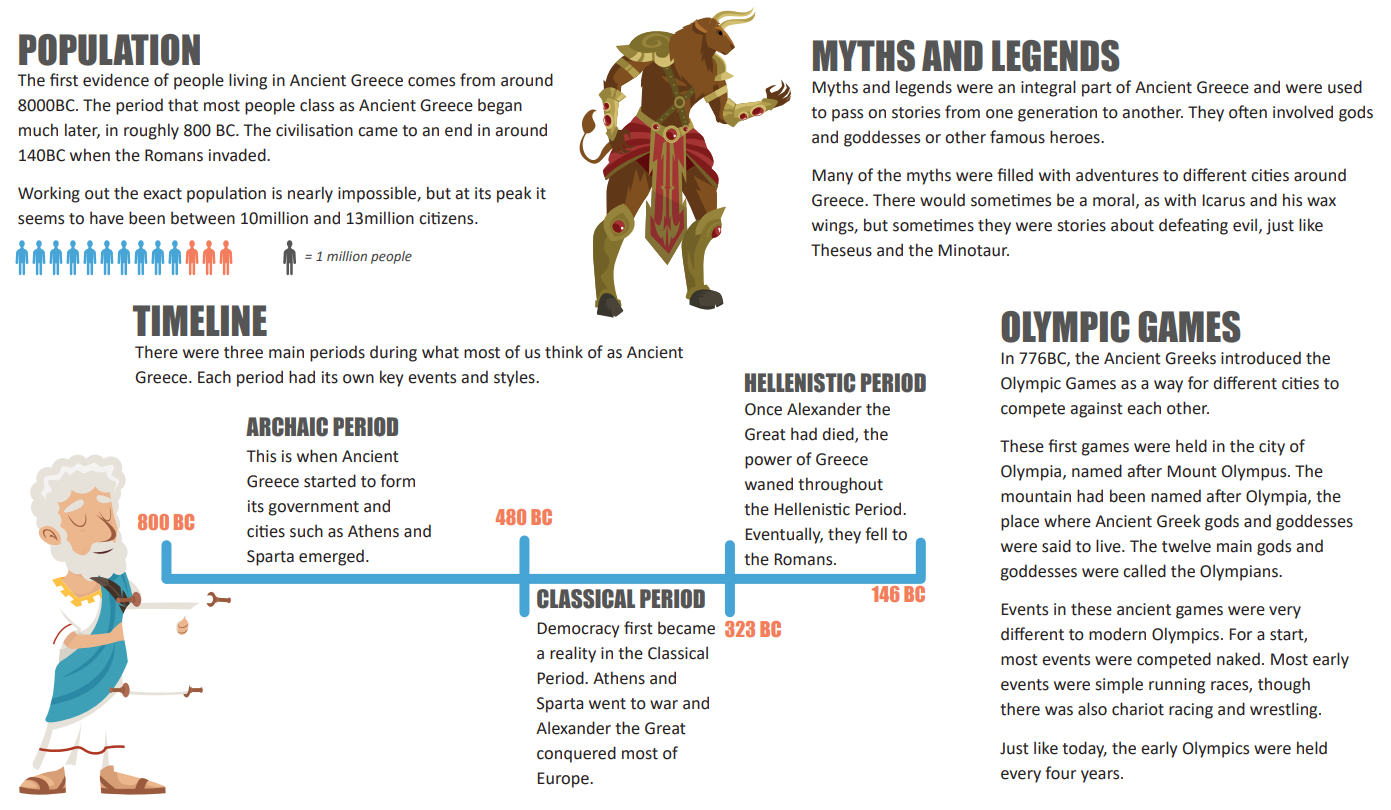 POPULATION
The first evidence of people living in Ancient Greece comes from around
8000BC. The period that most people class as Ancient Greece began
much later, in roughly 800 BC. The civilisation came to an end in around
140BC when the Romans invaded.
Working out the exact population is nearly impossible, but at its peak it
seems to have been between 10million and 13million citizens.
= 1 million people
MYTHS AND LEGENDS
Myths and legends were an integral part of Ancient Greece and were used
to pass on stories from one generation to another. They often involved gods
and goddesses or other famous heroes.
Many of the myths were filled with adventures to different cities around
Greece. There would sometimes be a moral, as with Icarus and his wax
wings, but sometimes they were stories about defeating evil, just like
Theseus and the Minotaur.
TIMELINE
There were three main periods during what most of us think of as Ancient
Greece. Each period had its own key events and styles.
800 BC
ARCHAIC PERIOD
This is when Ancient
Greece started to form
its government and
cities such as Athens and
Sparta emerged.
480 BC
CLASSICAL PERIOD
Democracy first became
a reality in the Classical
Period. Athens and
Sparta went to war and
Alexander the Great
conquered most of
Europe.
323 BC
HELLENISTIC PERIOD
Once Alexander the
Great had died, the
power of Greece
waned throughout
the Hellenistic Period.
Eventually, they fell to
the Romans.
146 BC
OLYMPIC GAMES
In 776BC, the Ancient Greeks introduced the
Olympic Games as a way for different cities to
compete against each other.
These first games were held in the city of
Olympia, named after Mount Olympus. The
mountain had been named after Olympia, the
place where Ancient Greek gods and goddesses
were said to live. The twelve main gods and
goddesses were called the Olympians.
Events in these ancient games were very
different to modern Olympics. For a start,
most events were competed naked. Most early
events were simple running races, though
there was also chariot racing and wrestling.
Just like today, the early Olympics were held
every four years.